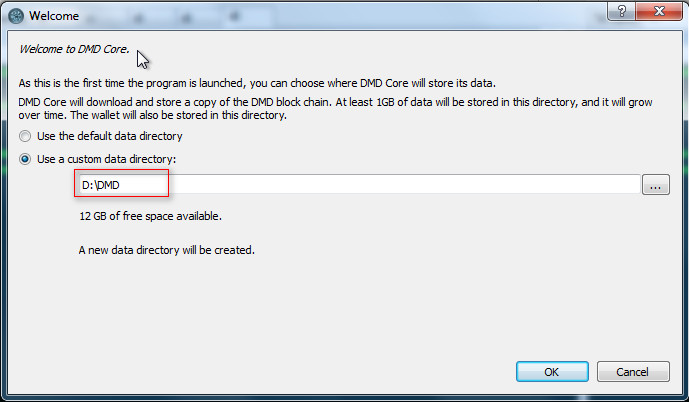 Welcome
Welcome to DMD Core.
As this is the first time the program is launched, you can choose where DMD Core will store its data.
DMD Core will download and store a copy of the DMD block chain. At least 1GB of data will be stored in this directory, and it will grow
over time. The wallet will also be stored in this directory.
Use the default data directory
Use a custom data directory:
D:\DMD
...
12 GB of free space available.
A new data directory will be created.
OK
Cancel